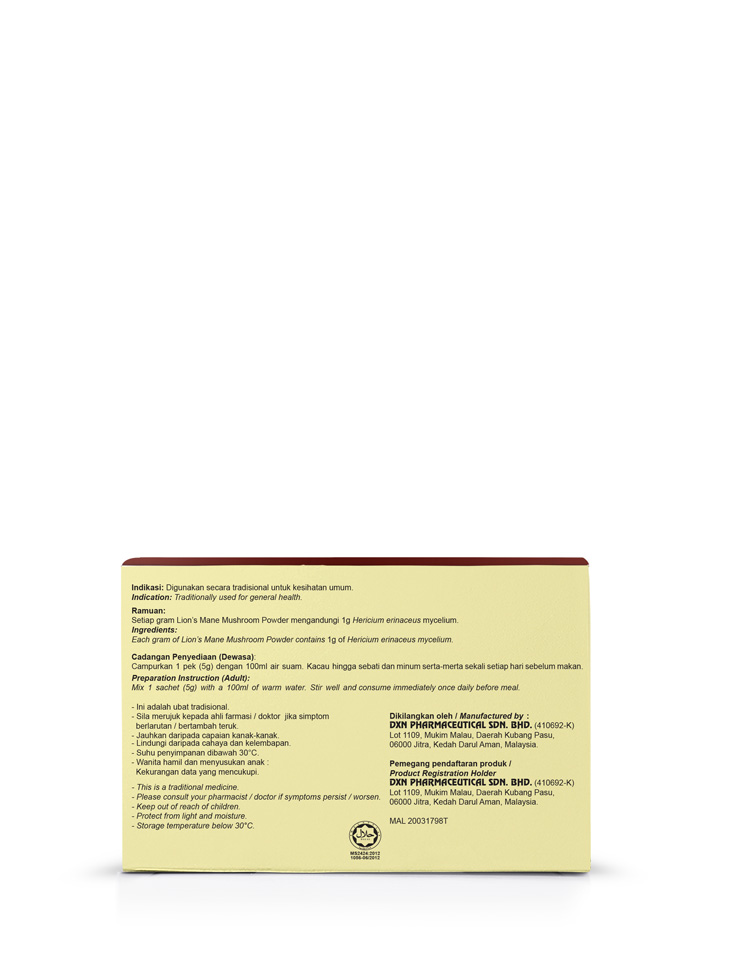 Indikasi: Digunakan secara tradisional untuk kesihatan umum.
Indication: Traditionally used for general health.
Ramuan:
Setiap gram Lion's Mane Mushroom Powder mengandungi 1g Hericium erinaceus mycelium.
Ingredients:
Each gram of Lion's Mane Mushroom Powder contains 1g of Hericium erinaceus mycelium.
Cadangan Penyediaan (Dewasa):
Campurkan 1 pek (5g) dengan 100ml air suam. Kacau hingga sebati dan minum serta-merta sekali setiap hari sebelum makan.
Preparation Instruction (Adult):
Mix 1 sachet (5g) with a 100ml of warm water. Stir well and consume immediately once daily before meal.
- Ini adalah ubat tradisional.
- Sila merujuk kepada ahli farmasi / doktor jika simptom
berlarutan / bertambah teruk.
- Jauhkan daripada capaian kanak-kanak.
- Lindungi daripada cahaya dan kelembapan.
- Suhu penyimpanan dibawah 30°C.
- Wanita hamil dan menyusukan anak :
Kekurangan data yang mencukupi.
- This is a traditional medicine.
- Please consult your pharmacist / doctor if symptoms persist / worsen.
- Keep out of reach of children.
- Protect from light and moisture.
- Storage temperature below 30°C.
Dikilangkan oleh / Manufactured by :
DXN PHARMACEUTICAL SDN. BHD. (410692-K)
Lot 1109, Mukim Malau, Daerah Kubang Pasu,
06000 Jitra, Kedah Darul Aman, Malaysia.
Pemegang pendaftaran produk /
Product Registration Holder
DXN PHARMACEUTICAL SDN. BHD. (410692-K)
Lot 1109, Mukim Malau, Daerah Kubang Pasu,
06000 Jitra, Kedah Darul Aman, Malaysia.
MAL 20031798T
حلال
MS2424:2012
1086-06/2012